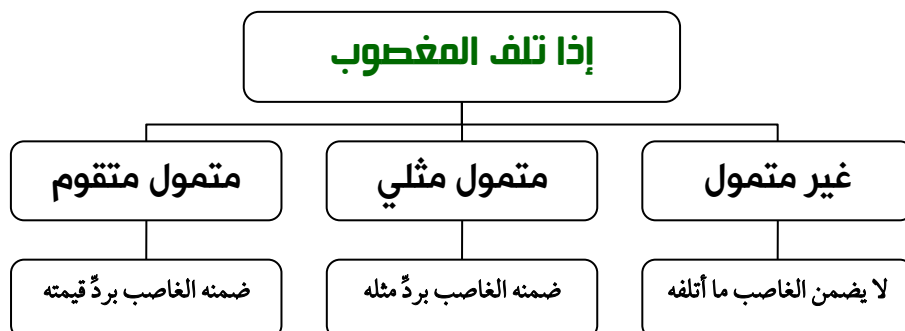 إذا تلف المغصوب
غير متمول
متمول مثلي
متمول متقوم
لا يضمن الغاصب ما أتلفه
ضمنه الغاصب بردِّ مثله
ضمنه الغاصب بردِّ قيمته